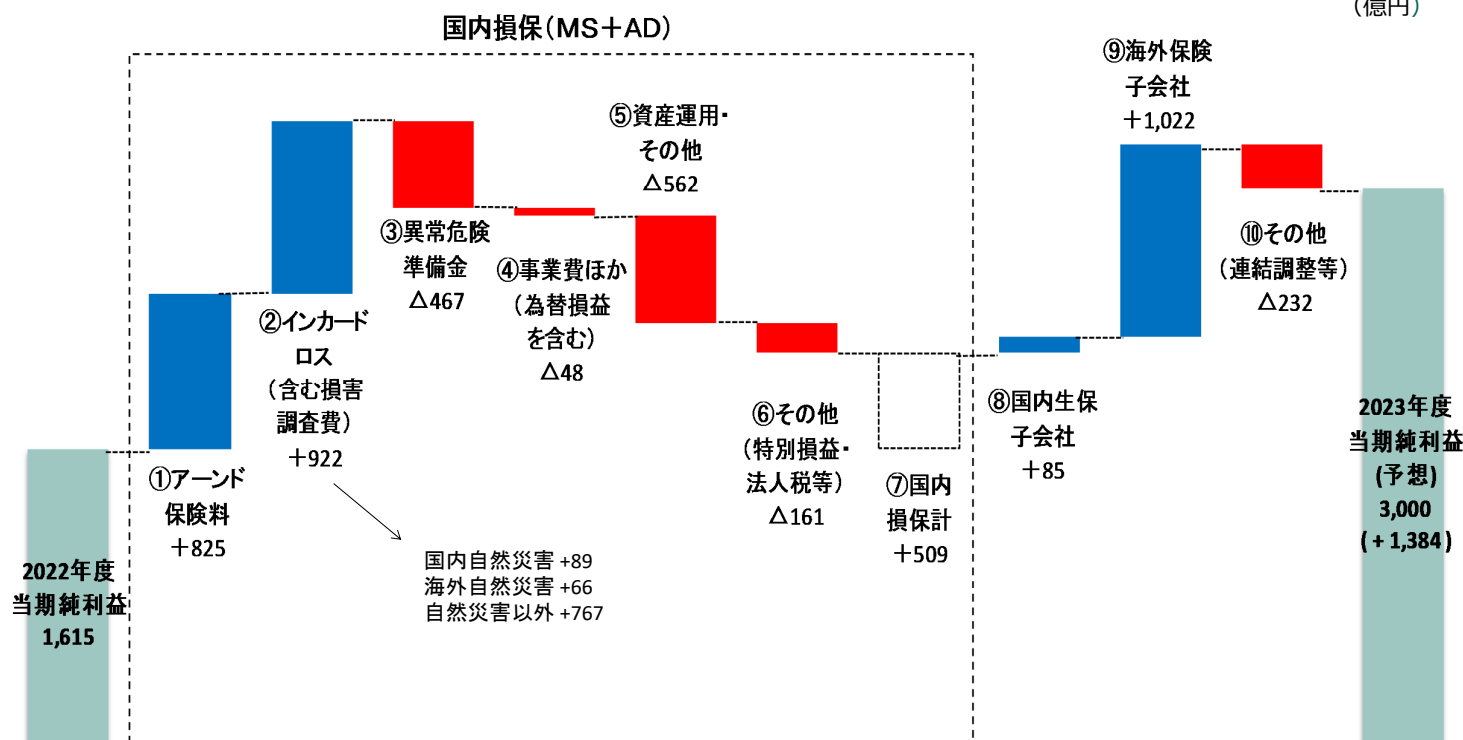 (億円)
国内損保(MS+AD)
2022年度
当期純利益
1,615
①アーンド
保険料
+825
②インカード
ロス
(含む損害
調査費)
+922
国内自然災害 +89
海外自然災害 +66
自然災害以外 +767
③異常危険
準備金
△467
④事業費ほか
(為替損益
を含む)
△48
⑤資産運用・
その他
△562
⑥その他
(特別損益・
法人税等)
△161
⑦国内
損保計
+509
⑧国内生保
子会社
+85
⑨海外保険
子会社
+1,022
⑩その他
(連結調整等)
△232
2023年度
当期純利益
(予想)
3,000
(+1,384)